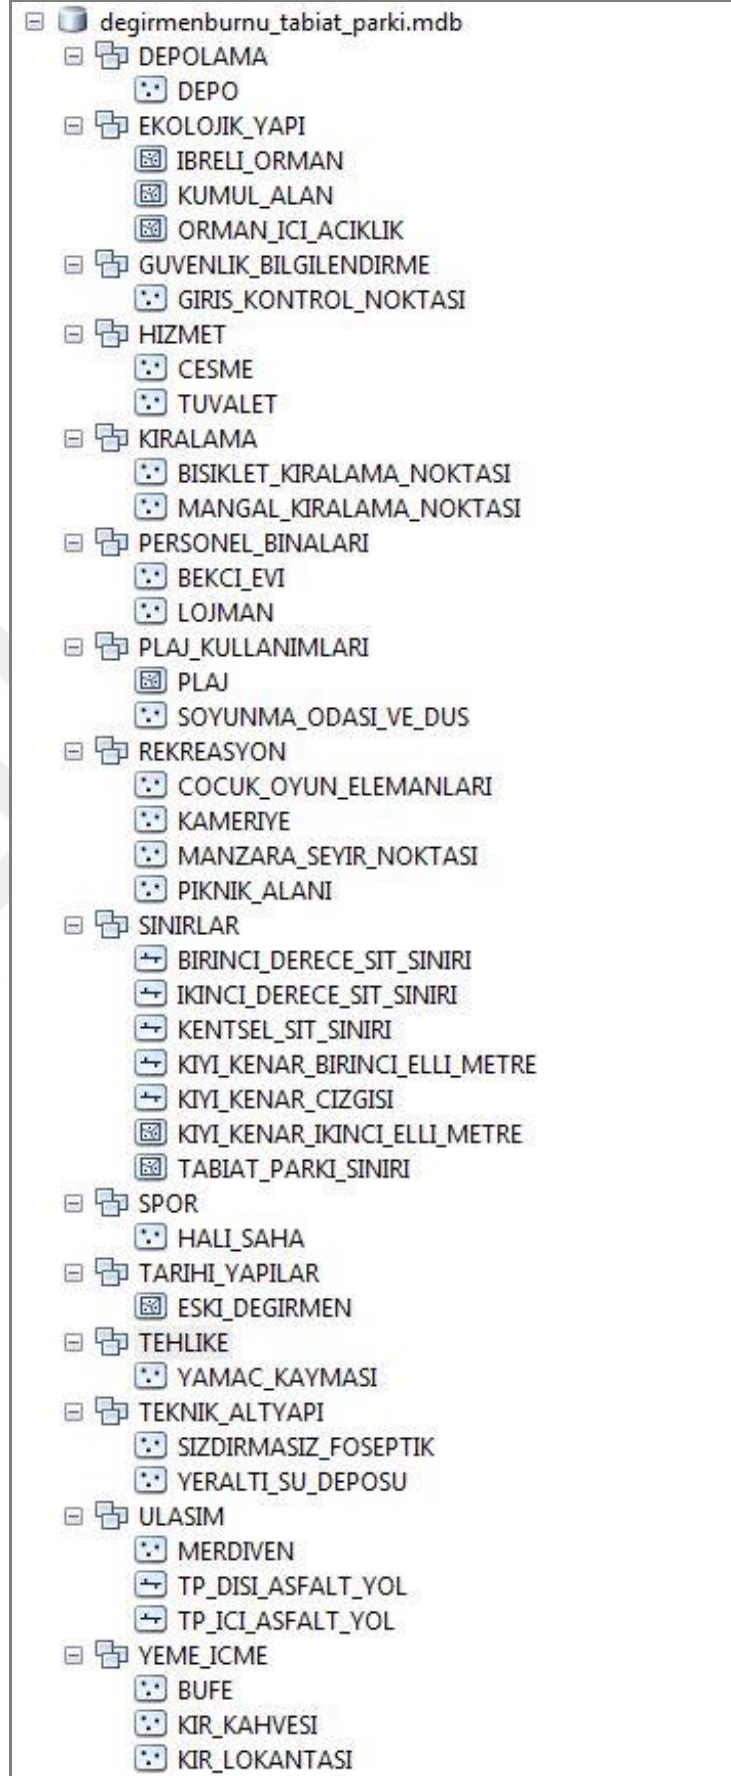 degirmenburnu_tabiat_parki.mdb
DEPOLAMA
DEPO
EKOLOJIK_YAPI
IBRELI_ORMAN
KUMUL_ALAN
ORMAN_ICI_ACIKLIK
GUVENLIK_BILGILENDIRME
GIRIS_KONTROL_NOKTASI
HIZMET
CESME
TUVALET
KIRALAMA
BISIKLET_KIRALAMA_NOKTASI
MANGAL_KIRALAMA_NOKTASI
PERSONEL_BINALARI
BEKCI_EVI
LOJMAN
PLAJ_KULLANIMLARI
PLAJ
SOYUNMA_ODASI_VE_DUS
REKREASYON
COCUK_OYUN_ELEMANLARI
KAMERIYE
MANZARA_SEYIR_NOKTASI
PIKNIK_ALANI
SINIRLAR
BIRINCI_DERECE_SIT_SINIRI
IKINCI_DERECE_SIT_SINIRI
KENTSEL_SIT_SINIRI
KIYI_KENAR_BIRINCI_ELLI_METRE
KIYI_KENAR_CIZGISI
KIYI_KENAR_IKINCI_ELLI_METRE
TABIAT_PARKI_SINIRI
SPOR
HALI_SAHA
TARIHI_YAPILAR
ESKI_DEGIRMEN
TEHLIKE
YAMAC_KAYMASI
TEKNIK_ALTYAPI
SIZDIRMASIZ_FOSEPTIK
YERALTI_SU_DEPOSU
ULASIM
MERDIVEN
TP_DISI_ASFALT_YOL
TP_ICI_ASFALT_YOL
YEME_ICME
BUFE
KIR_KAHVESI
KIR_LOKANTASI